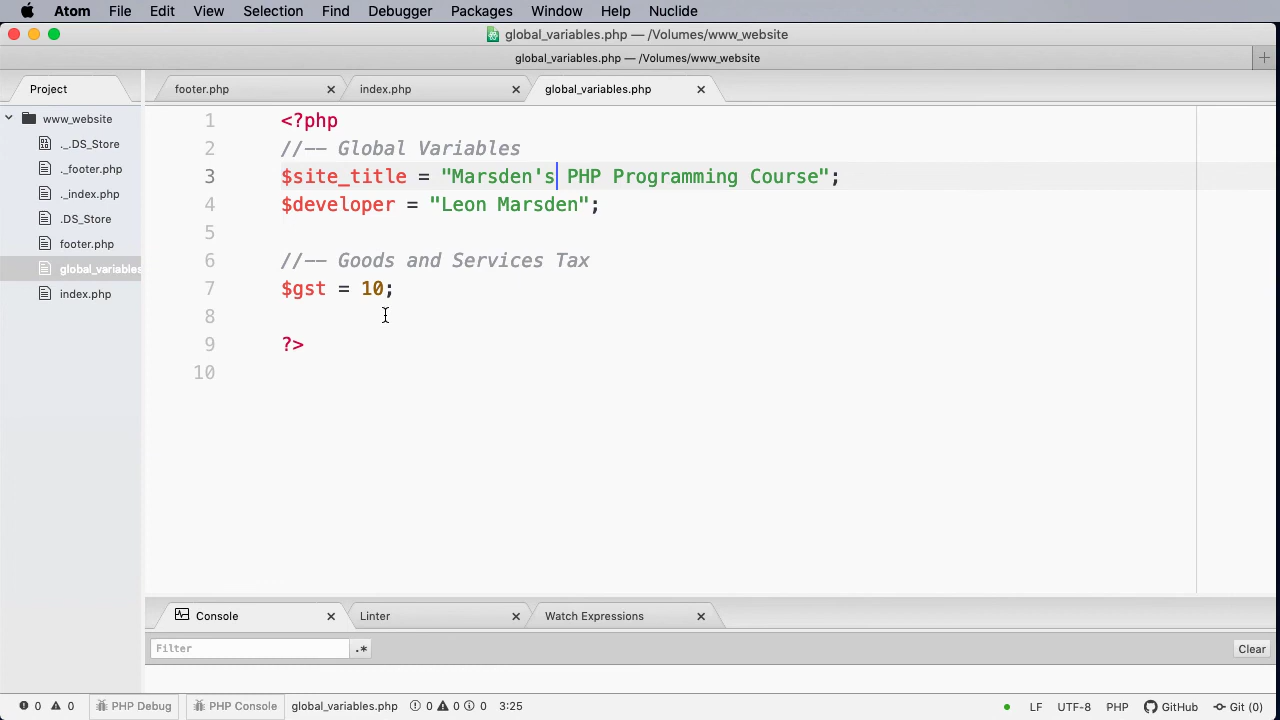 Atom File Edit View Selection Find Debugger Packages Window Help Nuclide
global_variables.php — /Volumes/www_website
global_variables.php — /Volumes/www_website
Project
footer.php
index.php
global_variables.php
www_website
._.DS_Store
._footer.php
._index.php
.DS_Store
footer.php
global_variables
index.php
1 <?php
2 //-- Global Variables
3 $site_title = "Marsden's PHP Programming Course";
4 $developer = "Leon Marsden";
5
6 //-- Goods and Services Tax
7 $gst = 10;
8
9 ?>
10
Console Linter Watch Expressions
Filter .* Clear
0 0 PHP Debug PHP Console global_variables.php 0 0 0 3:25 LF UTF-8 PHP GitHub Git (0)